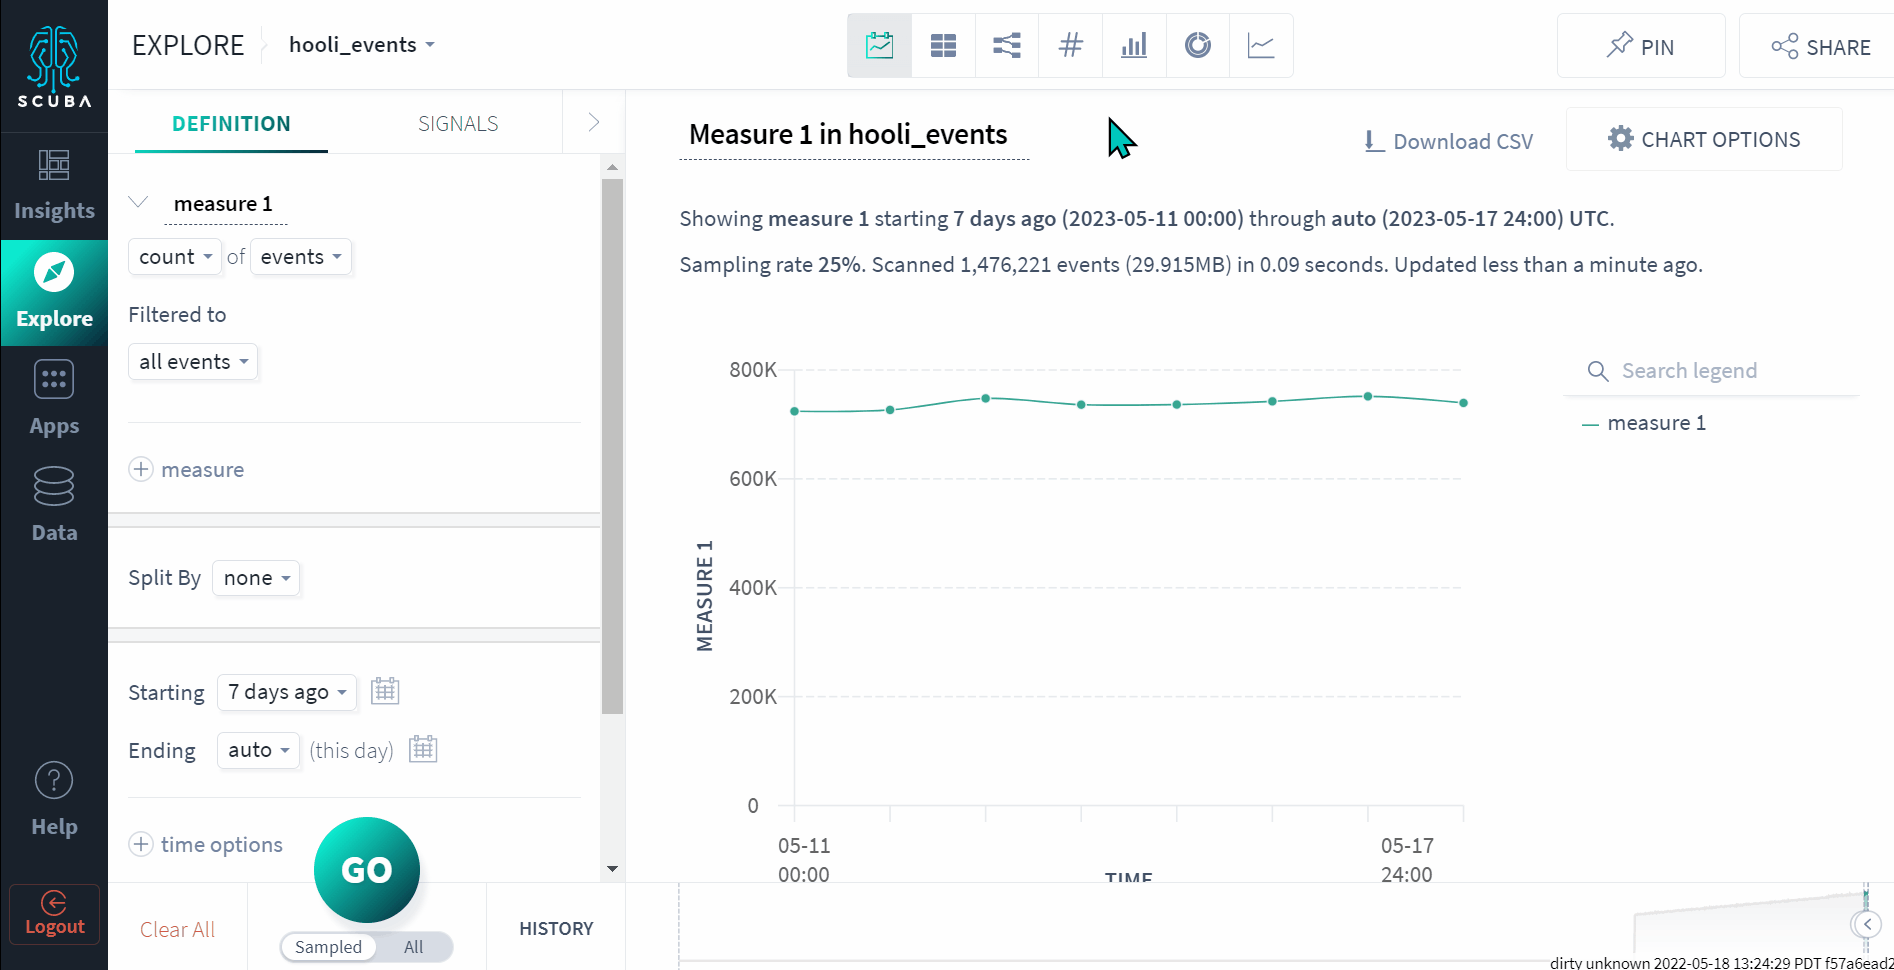 SCUBA
Insights
Explore
Apps
Data
Help
Logout
EXPLORE
hooli_events
PIN
SHARE
DEFINITION
SIGNALS
measure 1
count of events
Filtered to
all events
measure
Split By none
Starting 7 days ago
Ending auto (this day)
time options
GO
Clear All
Sampled All
HISTORY
Measure 1 in hooli_events
Download CSV
CHART OPTIONS
Showing measure 1 starting 7 days ago (2023-05-11 00:00) through auto (2023-05-17 24:00) UTC.
Sampling rate 25%. Scanned 1,476,221 events (29.915MB) in 0.09 seconds. Updated less than a minute ago.
Search legend
measure 1
MEASURE 1
800K
600K
400K
200K
0
05-11
00:00
05-17
24:00
TIME
dirty unknown 2022-05-18 13:24:29 PDT f57a6ead2